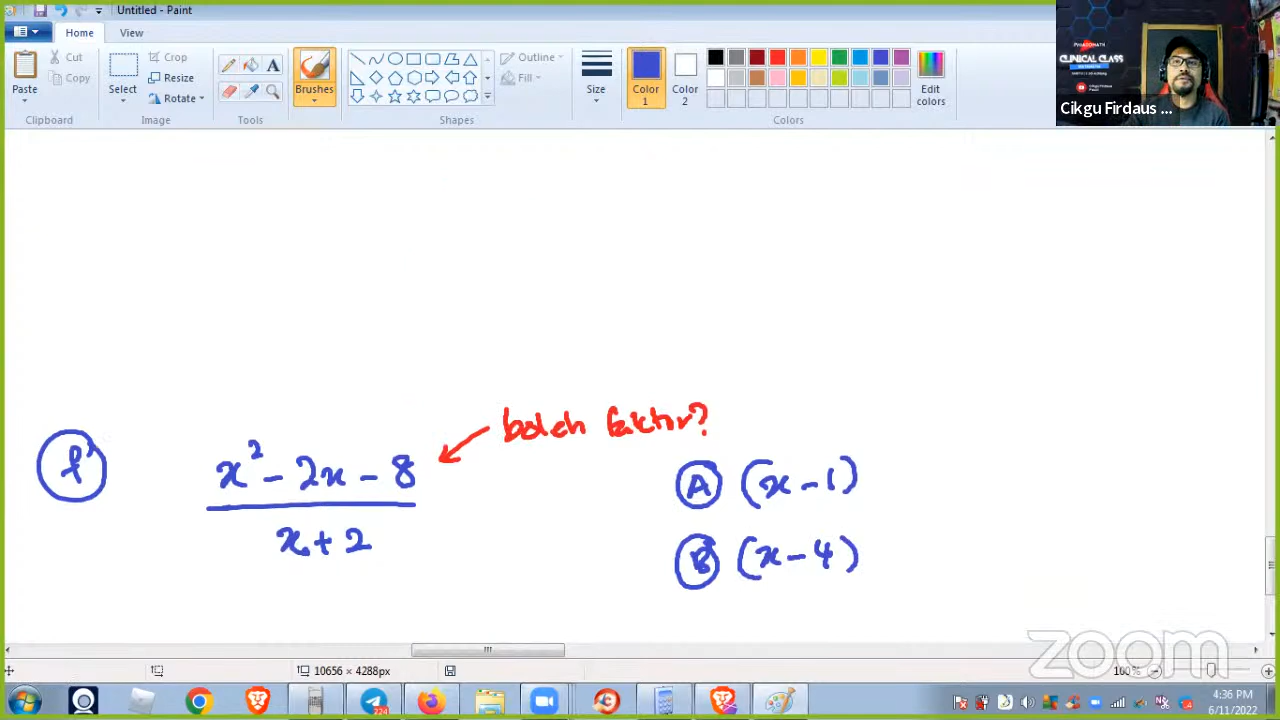 Untitled - Paint
Home
View
Paste
Cut
Copy
Clipboard
Select
Crop
Resize
Rotate
Image
Tools
Brushes
Shapes
Outline
Fill
Size
Color 1
Color 2
Edit colors
Colors
CLINICAL CLASS
Cikgu Firdaus ...
boleh faktor?
f x² - 2x - 8
x + 2
A (x - 1)
B (x - 4)
zoom
10656 × 4288px
100%
4:36 PM
6/11/2022